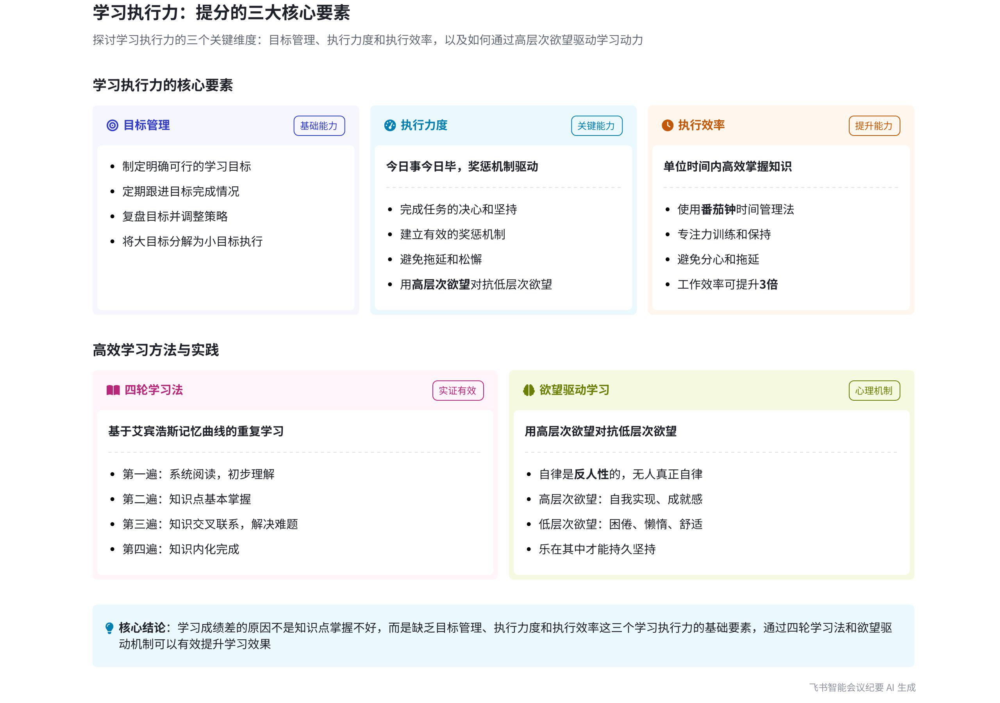 学习执行力：提分的三大核心要素
探讨学习执行力的三个关键维度：目标管理、执行力度和执行效率，以及如何通过高层次欲望驱动学习动力
学习执行力的核心要素
目标管理
基础能力
制定明确可行的学习目标
定期跟进目标完成情况
复盘目标并调整策略
将大目标分解为小目标执行
执行力度
关键能力
今日事今日毕，奖惩机制驱动
完成任务的决心和坚持
建立有效的奖惩机制
避免拖延和松懈
用高层次欲望对抗低层次欲望
执行效率
提升能力
单位时间内高效掌握知识
使用番茄钟时间管理法
专注力训练和保持
避免分心和拖延
工作效率可提升3倍
高效学习方法与实践
四轮学习法
实证有效
基于艾宾浩斯记忆曲线的重复学习
第一遍：系统阅读，初步理解
第二遍：知识点基本掌握
第三遍：知识交叉联系，解决难题
第四遍：知识内化完成
欲望驱动学习
心理机制
用高层次欲望对抗低层次欲望
自律是反人性的，无人真正自律
高层次欲望：自我实现、成就感
低层次欲望：困倦、懒惰、舒适
乐在其中才能持久坚持
核心结论：学习成绩差的原因不是知识点掌握不好，而是缺乏目标管理、执行力度和执行效率这三个学习执行力的基础要素，通过四轮学习法和欲望驱
动机制可以有效提升学习效果
飞书智能会议纪要 AI 生成